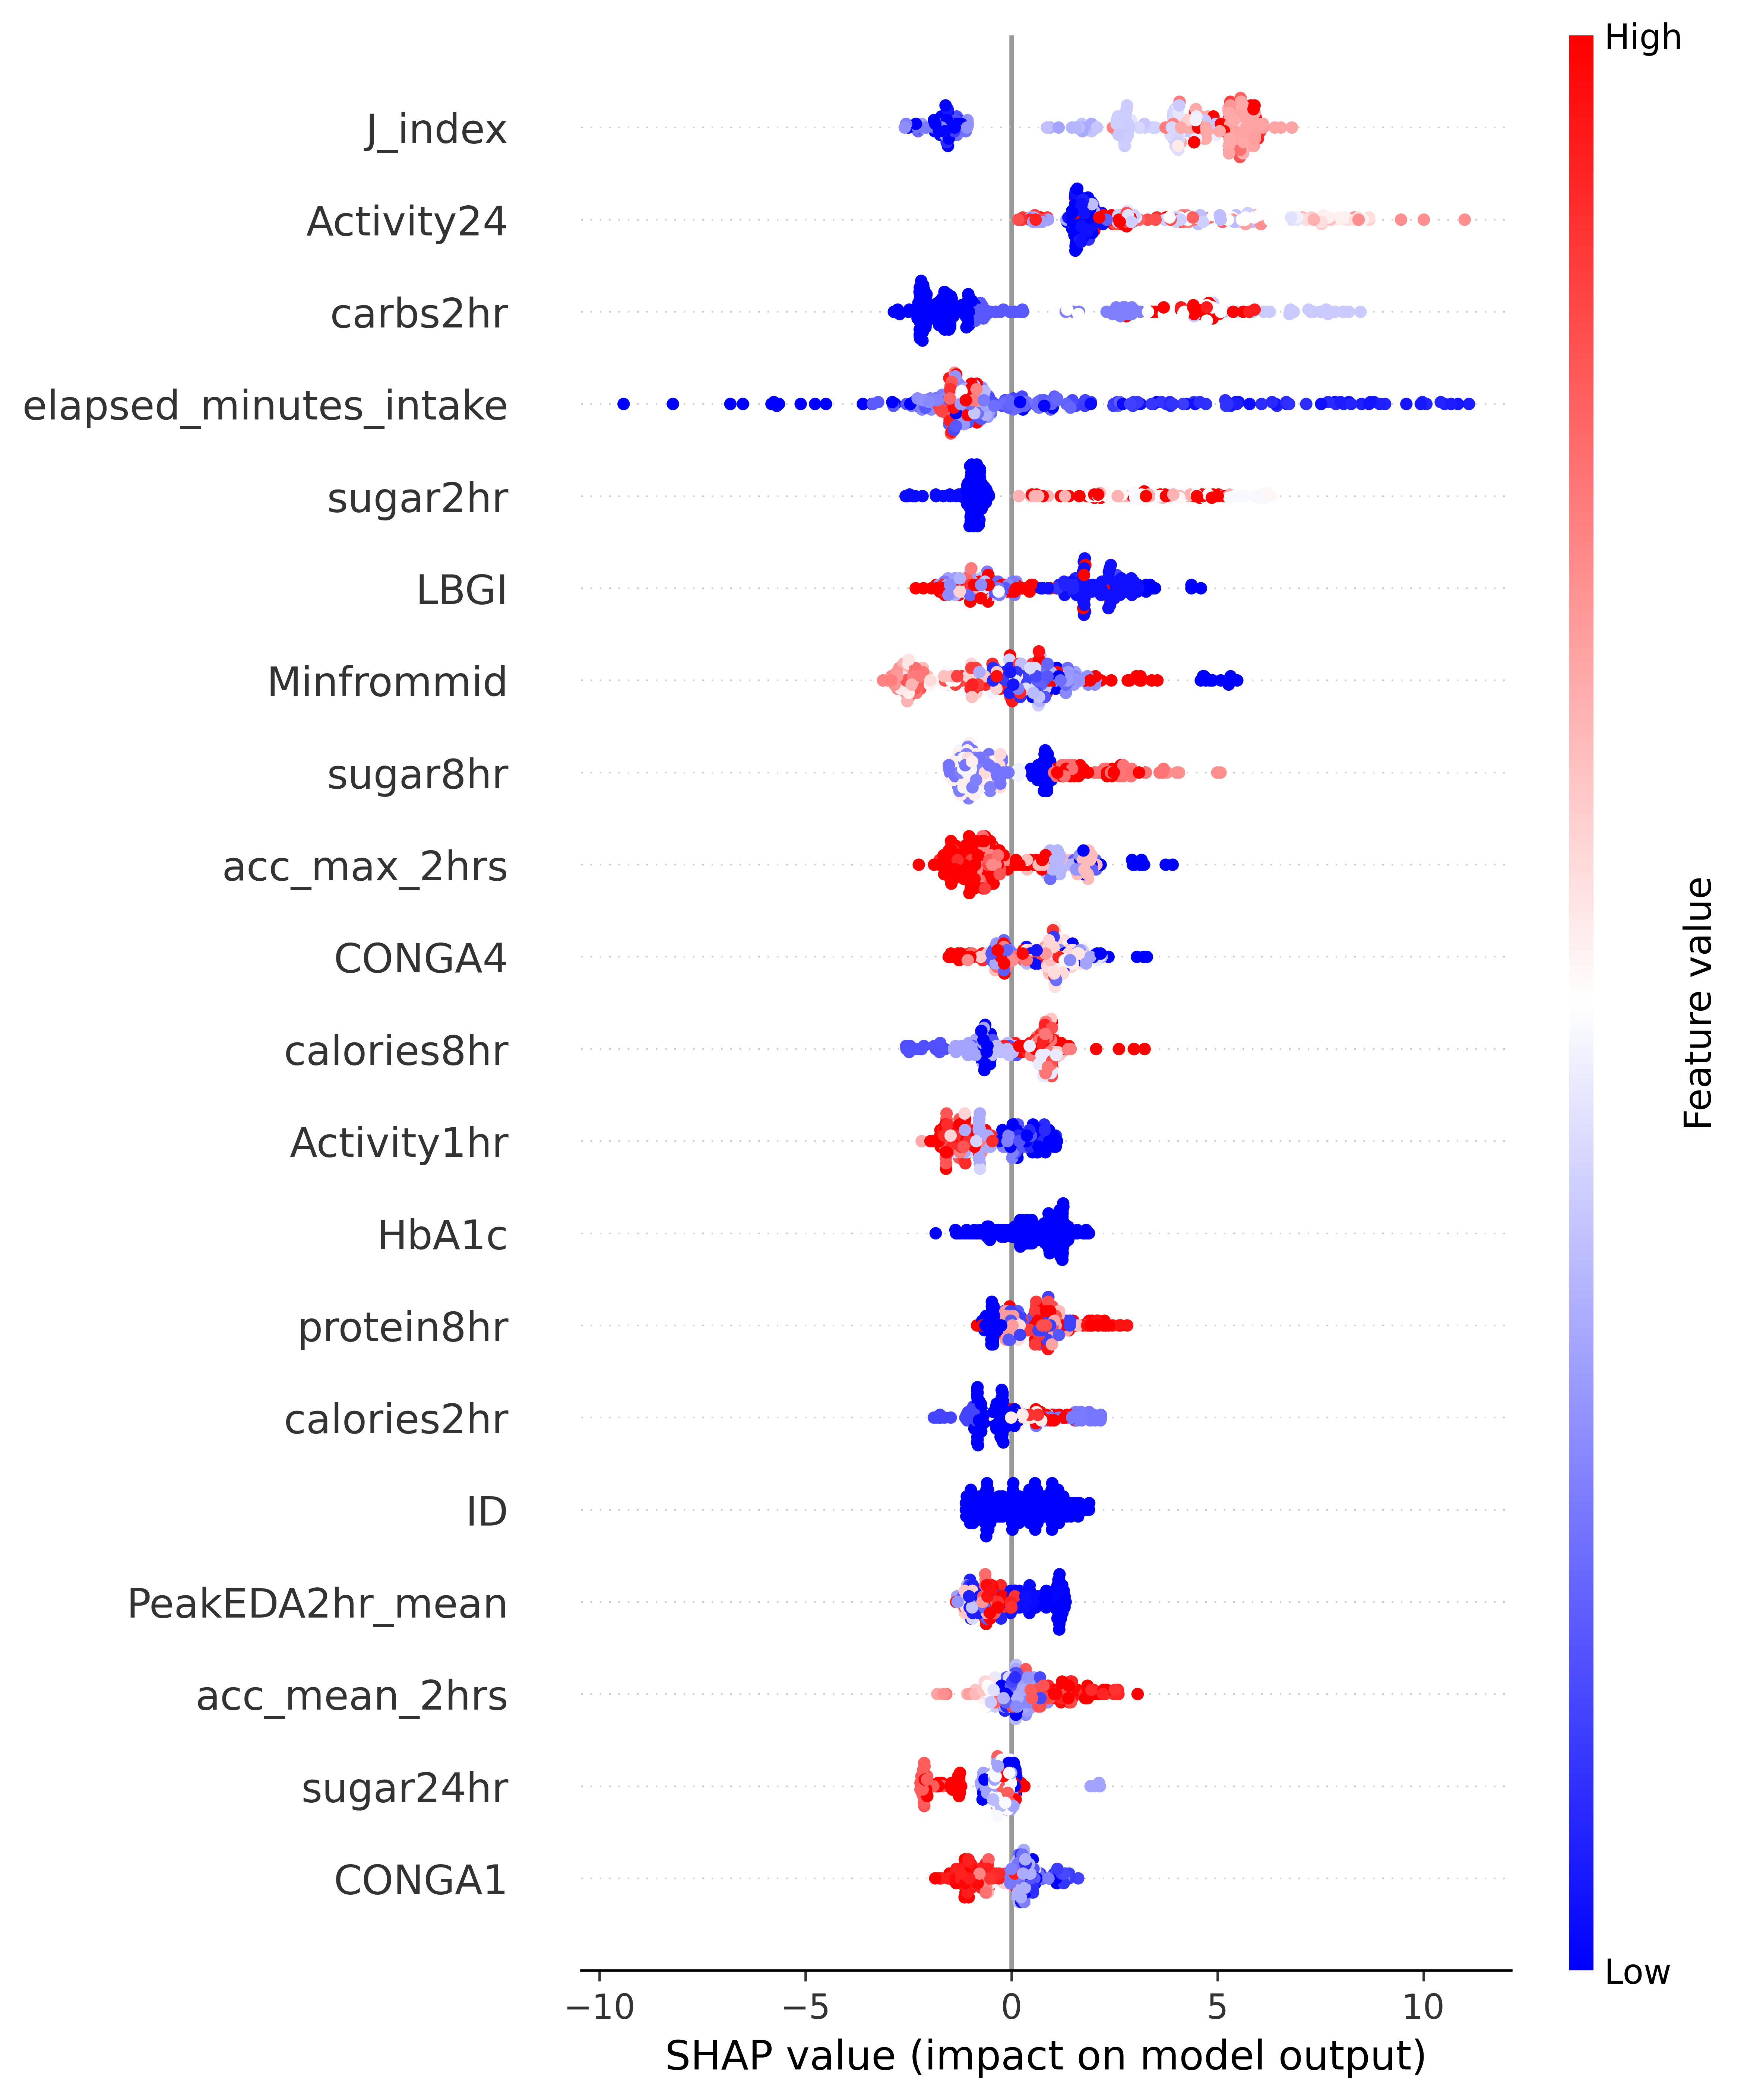 High
J_index
Activity24
carbs2hr
elapsed_minutes_intake
sugar2hr
LBGI
Minfrommid
sugar8hr
acc_max_2hrs
CONGA4
calories8hr
Activity1hr
HbA1c
protein8hr
calories2hr
ID
PeakEDA2hr_mean
acc_mean_2hrs
sugar24hr
CONGA1
Feature value
Low
−10 −5 0 5 10
SHAP value (impact on model output)